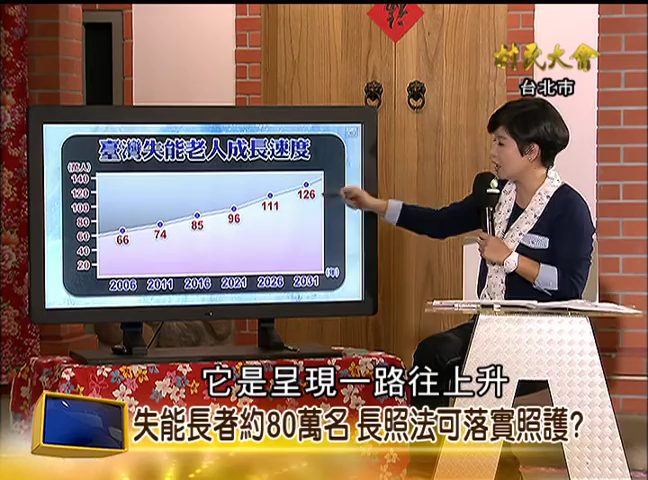 村民大會
台北市
臺灣失能老人成長速度
(萬人)
140
120
100
80
60
40
20
66
74
85
96
111
126
2006 2011 2016 2021 2026 2031 (年)
它是呈現一路往上升
失能長者約80萬名 長照法可落實照護?